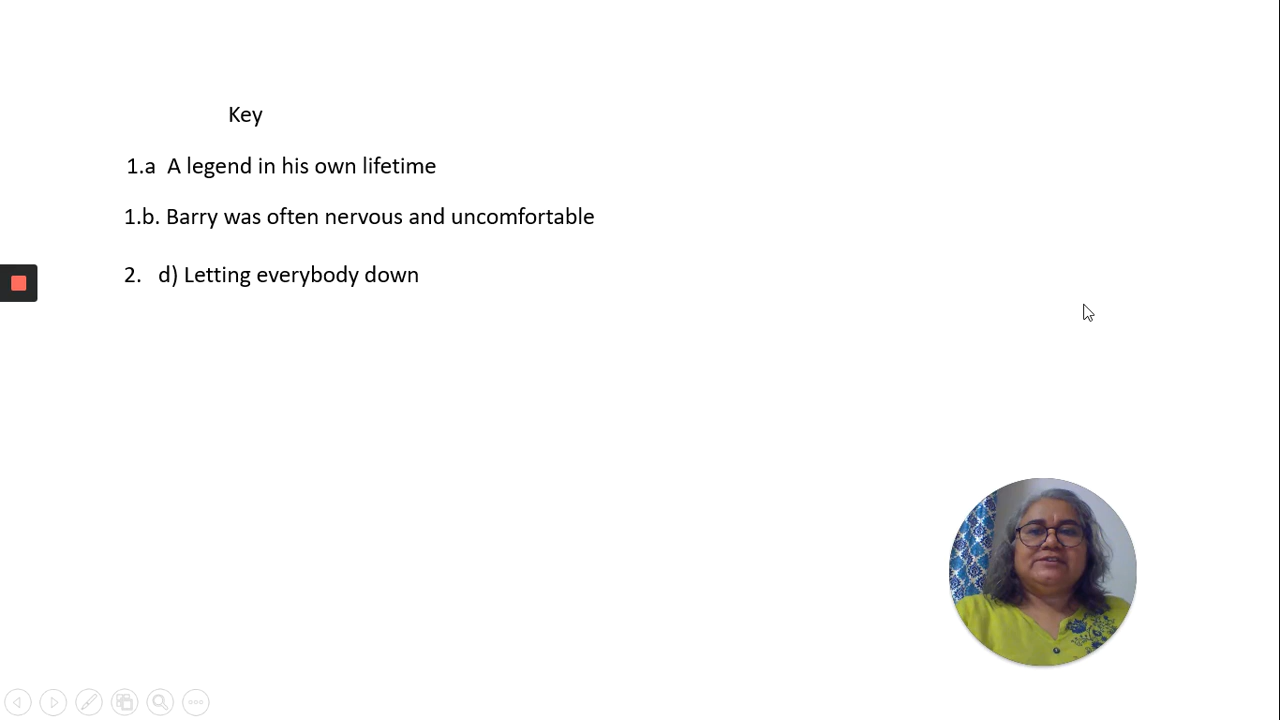 Key
1.a  A legend in his own lifetime
1.b. Barry was often nervous and uncomfortable
2.   d) Letting everybody down